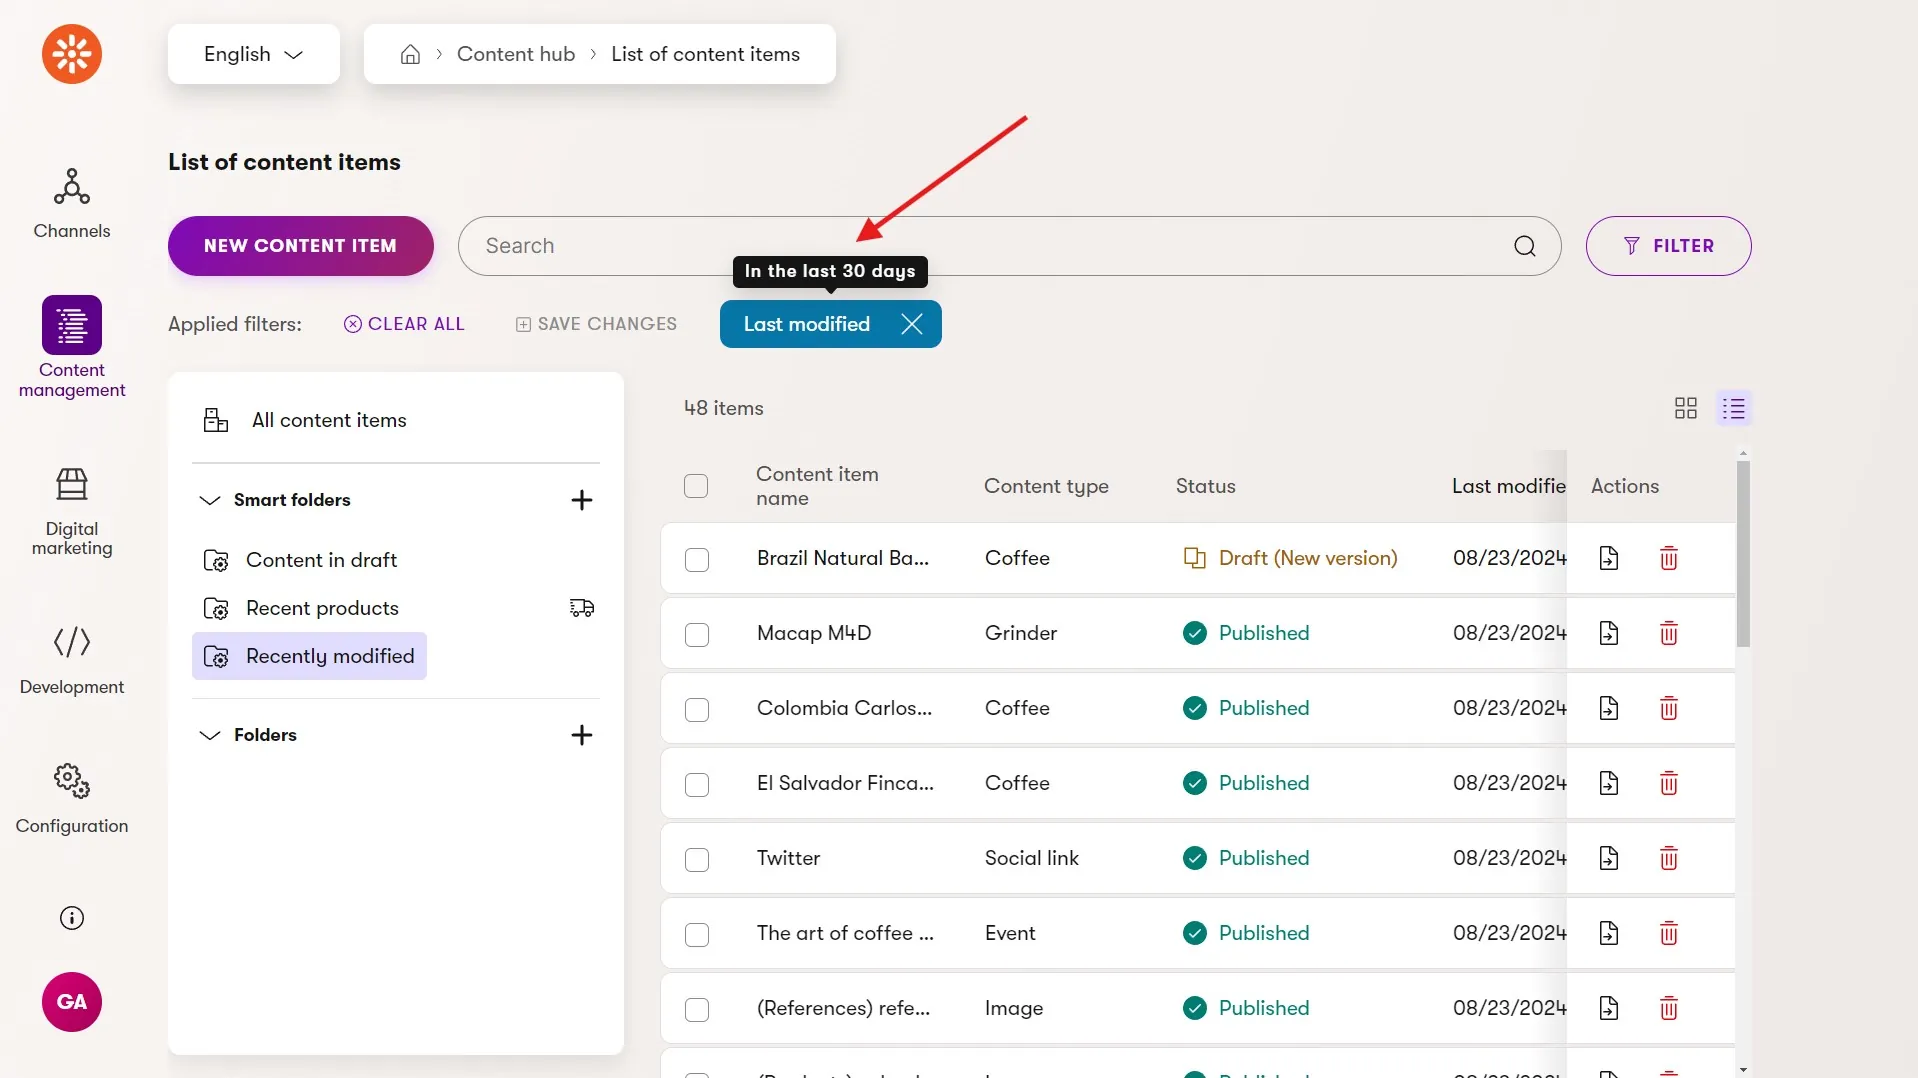 English
Content hub
List of content items
List of content items
Channels
NEW CONTENT ITEM
Search
FILTER
In the last 30 days
Applied filters:
CLEAR ALL
SAVE CHANGES
Last modified
Content
management
All content items
48 items
Smart folders
Content item
name
Content type
Status
Last modifie
Actions
Content in draft
Recent products
Recently modified
Folders
Brazil Natural Ba...
Coffee
Draft (New version)
08/23/2024
Macap M4D
Grinder
Published
08/23/2024
Colombia Carlos...
Coffee
Published
08/23/2024
El Salvador Finca...
Coffee
Published
08/23/2024
Twitter
Social link
Published
08/23/2024
The art of coffee ...
Event
Published
08/23/2024
(References) refe...
Image
Published
08/23/2024
Digital
marketing
Development
Configuration
GA